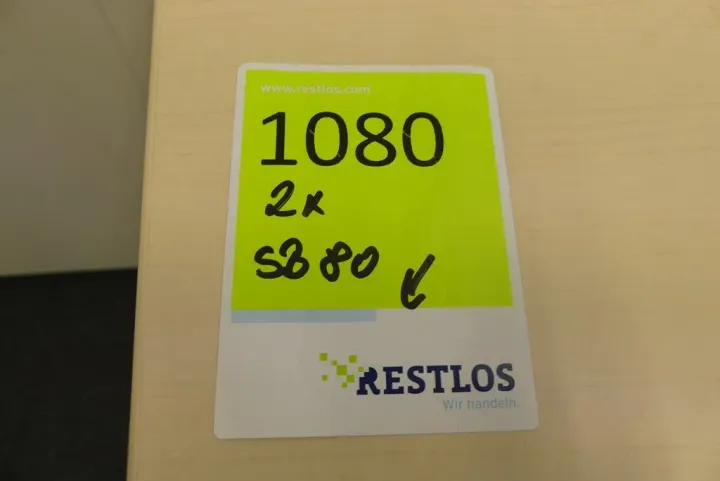 www.restlos.com
1080
2x
SB 80
RESTLOS
Wir handeln.